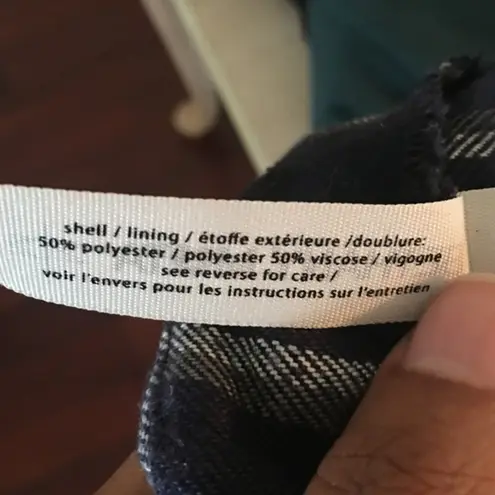 shell / lining / étoffe extérieure /doublure:
50% polyester / polyester 50% viscose / vigogne
see reverse for care /
voir l'envers pour les instructions sur l'entretien